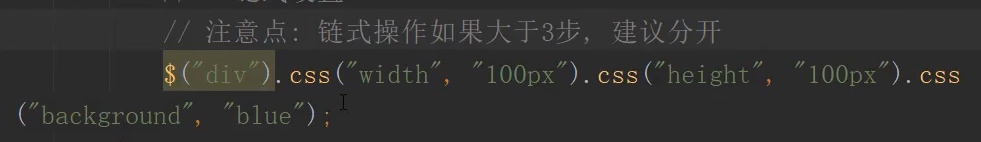 // 注意点: 链式操作如果大于3步, 建议分开
$("div").css("width", "100px").css("height", "100px").css
("background", "blue");